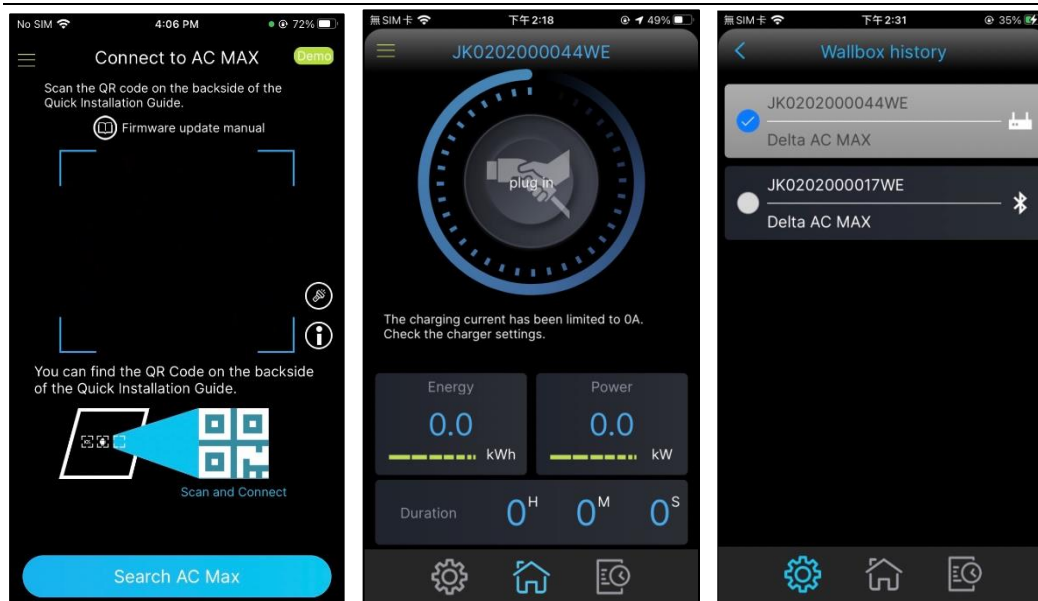 No SIM 4:06 PM 72%
Connect to AC MAX Demo
Scan the QR code on the backside of the
Quick Installation Guide.
Firmware update manual
You can find the QR Code on the backside
of the Quick Installation Guide.
Scan and Connect
Search AC Max
無SIM卡 下午2:18 49%
JK0202000044WE
plug in
The charging current has been limited to 0A.
Check the charger settings.
Energy
0.0
kWh
Power
0.0
kW
Duration 0H 0M 0S
無SIM卡 下午2:31 35%
Wallbox history
JK0202000044WE
Delta AC MAX
JK0202000017WE
Delta AC MAX